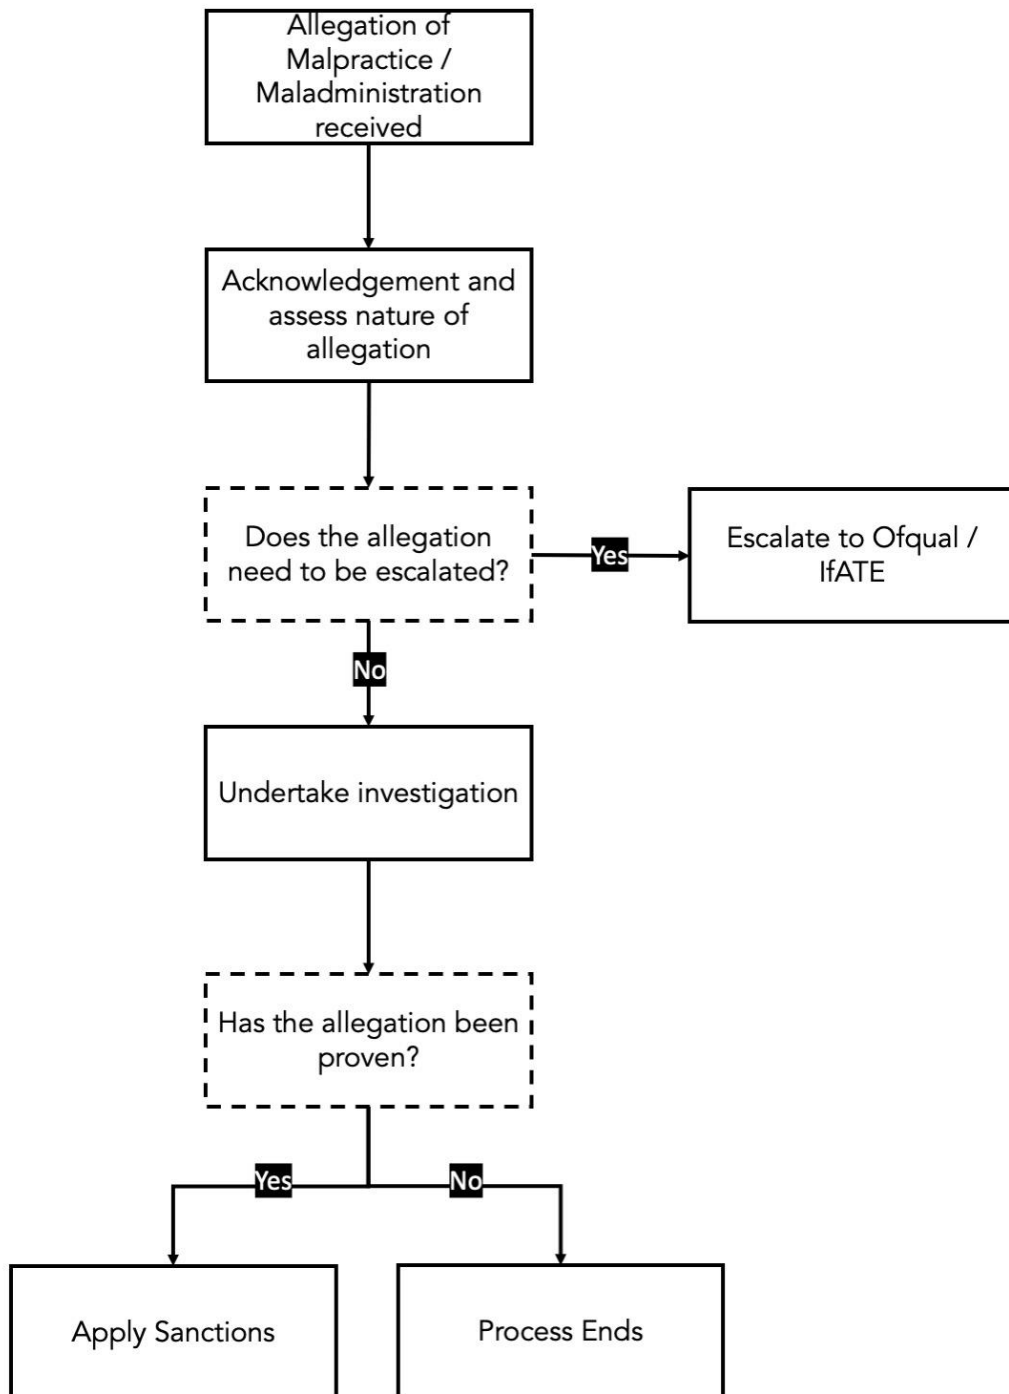 Allegation of
Malpractice /
Maladministration
received
Acknowledgement and
assess nature of
allegation
Does the allegation
need to be escalated?
Yes
Escalate to Ofqual /
IfATE
No
Undertake investigation
Has the allegation been
proven?
Yes
No
Apply Sanctions
Process Ends